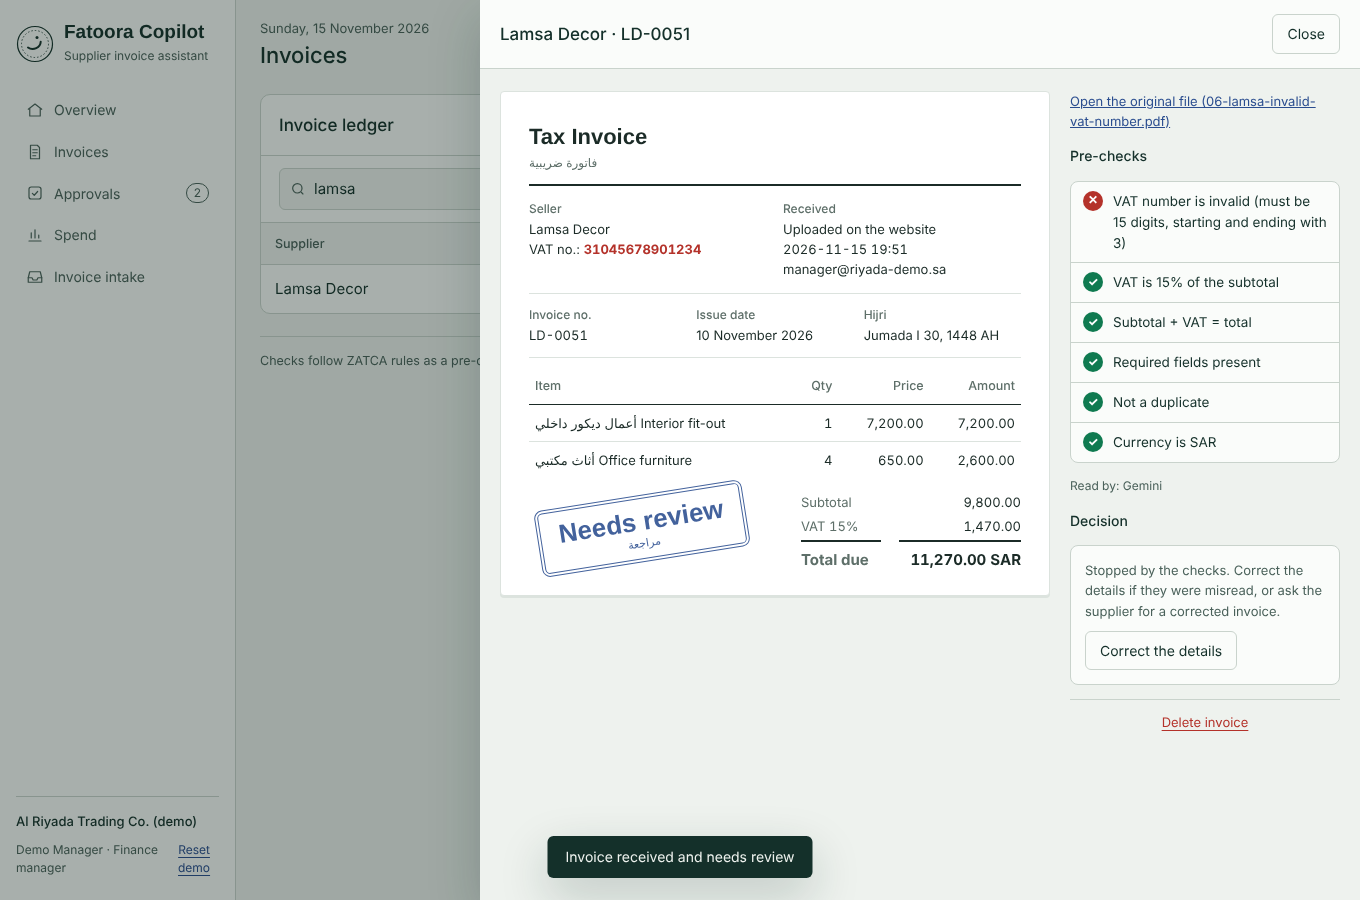 Fatoora Copilot
Supplier invoice assistant
Overview
Invoices
Approvals 2
Spend
Invoice intake
Al Riyada Trading Co. (demo)
Demo Manager · Finance manager
Reset demo
Sunday, 15 November 2026
Invoices
Invoice ledger
lamsa
Supplier
Lamsa Decor
Checks follow ZATCA rules as a pre-
Lamsa Decor · LD-0051
Close
Tax Invoice
فاتورة ضريبية
Seller
Lamsa Decor
VAT no.: 31045678901234
Received
Uploaded on the website
2026-11-15 19:51
manager@riyada-demo.sa
Invoice no. Issue date Hijri
LD-0051 10 November 2026 Jumada I 30, 1448 AH
Item Qty Price Amount
أعمال ديكور داخلي Interior fit-out 1 7,200.00 7,200.00
أثاث مكتبي Office furniture 4 650.00 2,600.00
Needs review
مراجعة
Subtotal 9,800.00
VAT 15% 1,470.00
Total due 11,270.00 SAR
Open the original file (06-lamsa-invalid-
vat-number.pdf)
Pre-checks
VAT number is invalid (must be
15 digits, starting and ending with
3)
VAT is 15% of the subtotal
Subtotal + VAT = total
Required fields present
Not a duplicate
Currency is SAR
Read by: Gemini
Decision
Stopped by the checks. Correct the
details if they were misread, or ask the
supplier for a corrected invoice.
Correct the details
Delete invoice
Invoice received and needs review